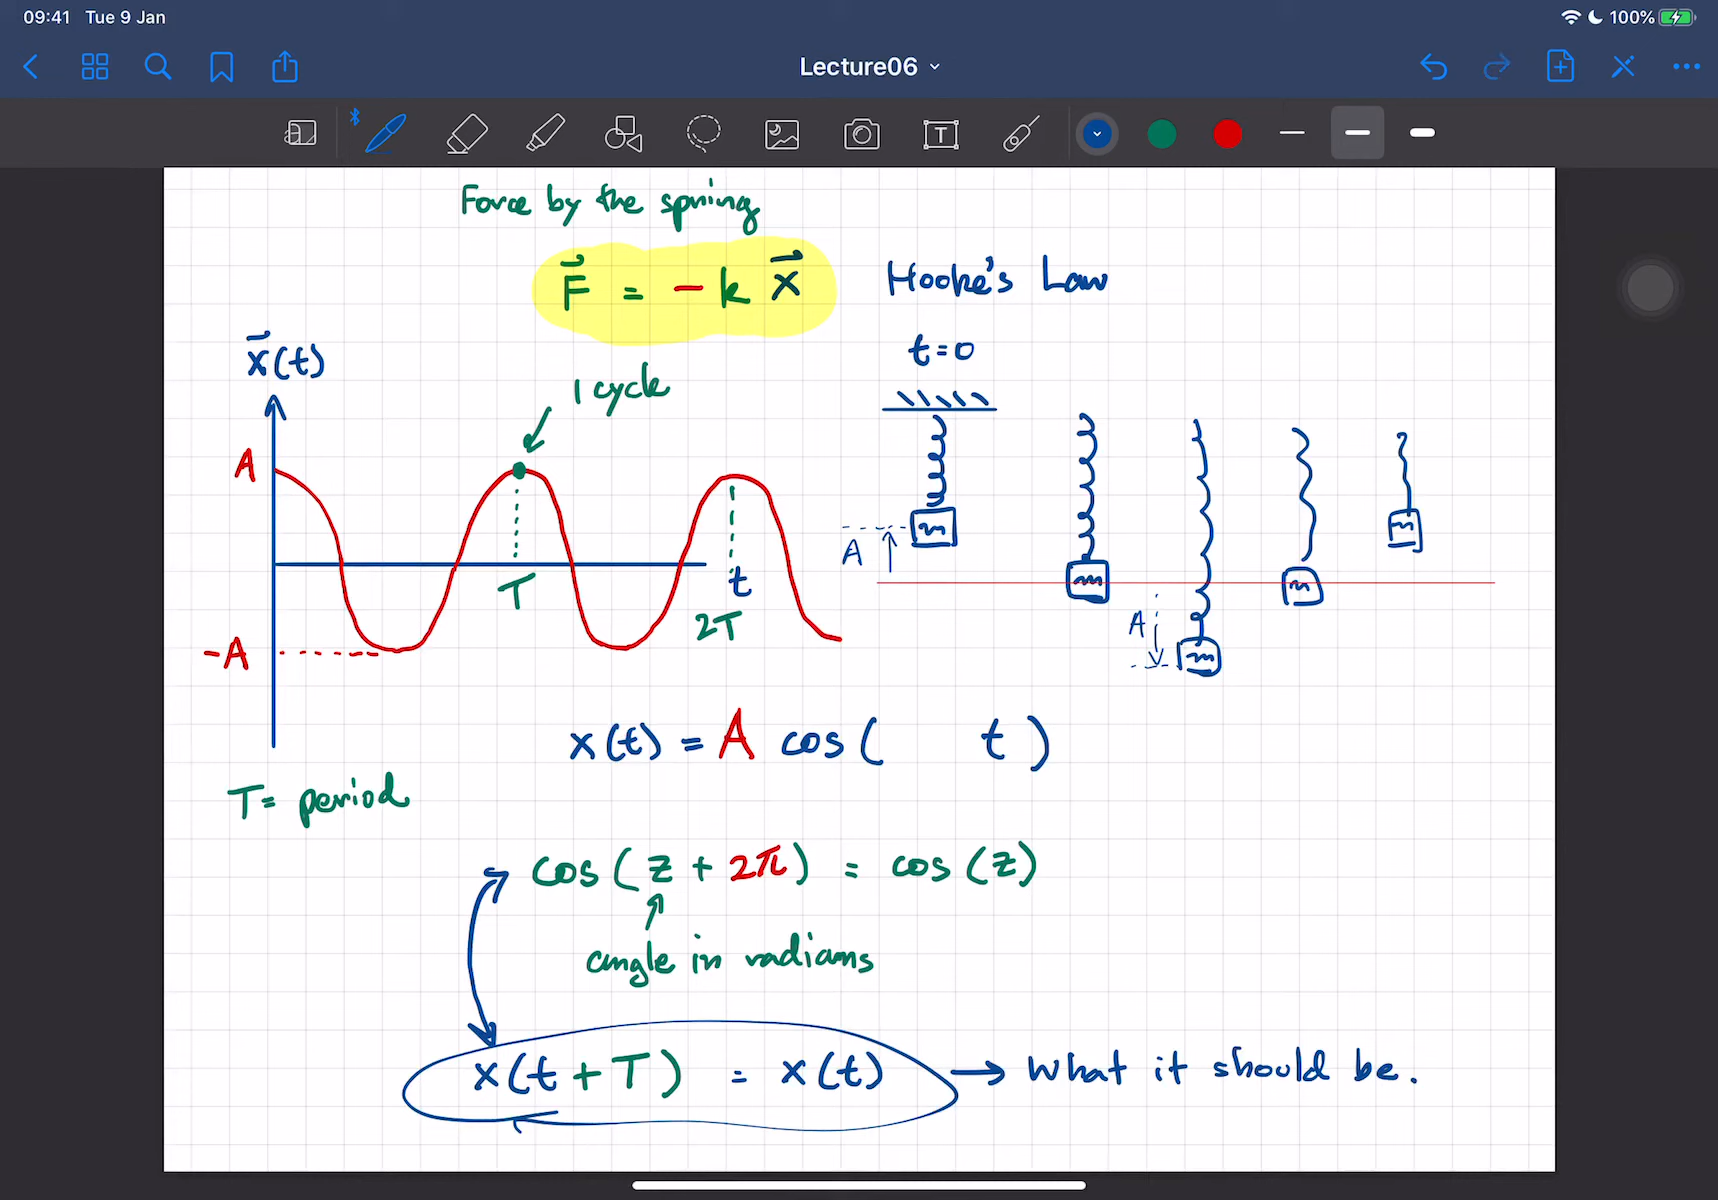 09:41 Tue 9 Jan
100%
Lecture06
T
Force by the spring
F⃗ = - k x⃗
Hooke's Law
x⃗(t)
t=0
1 cycle
A
m
m
m
m
m
A
T
t
2T
A
-A
x(t) = A cos( t )
T = period
cos(z + 2π) = cos(z)
angle in radians
x(t + T) = x(t) → What it should be.